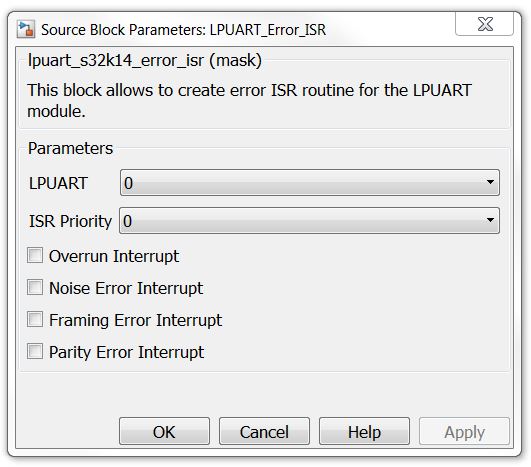 Source Block Parameters: LPUART_Error_ISR
lpuart_s32k14_error_isr (mask)
This block allows to create error ISR routine for the LPUART
module.
Parameters
LPUART 0
ISR Priority 0
Overrun Interrupt
Noise Error Interrupt
Framing Error Interrupt
Parity Error Interrupt
OK Cancel Help Apply